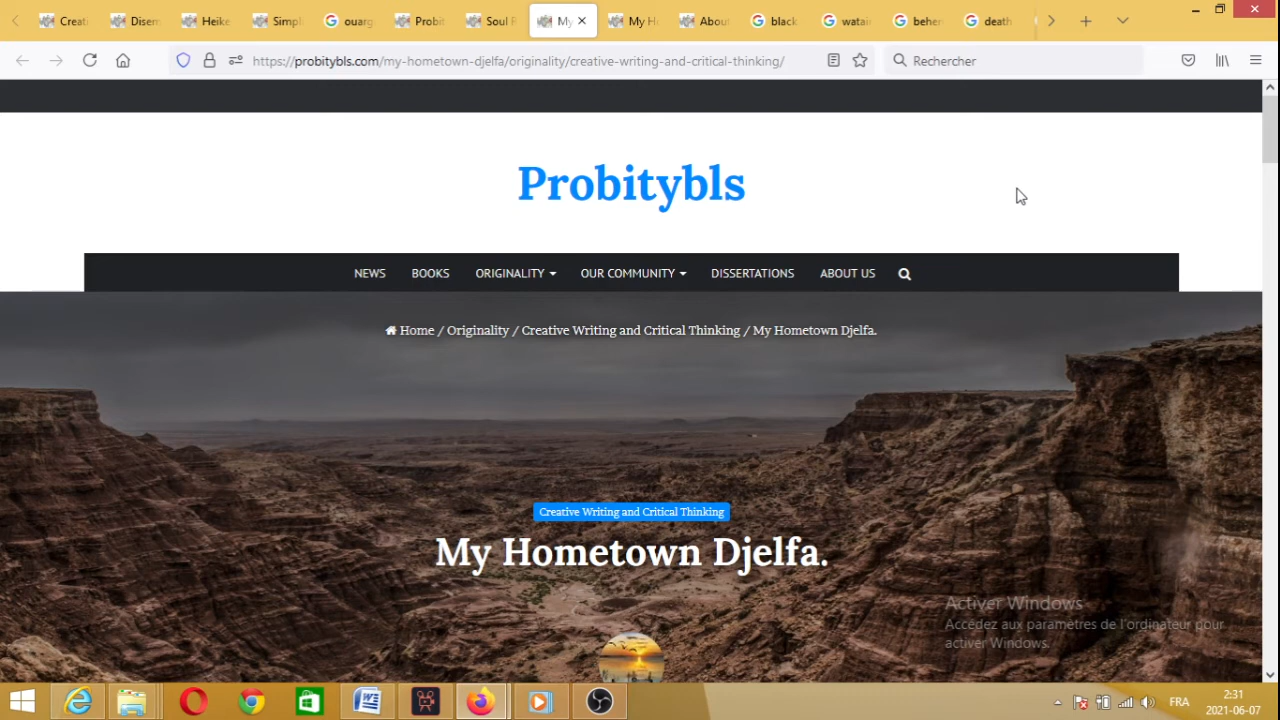 Creati
Disem
Heike
Simpl
ouarg
Probit
Soul R
My
My H
About
black
watain
behem
death
https://probitybls.com/my-hometown-djelfa/originality/creative-writing-and-critical-thinking/
Rechercher
Probitybls
NEWS BOOKS ORIGINALITY OUR COMMUNITY DISSERTATIONS ABOUT US
Home / Originality / Creative Writing and Critical Thinking / My Hometown Djelfa.
Creative Writing and Critical Thinking
My Hometown Djelfa.
Activer Windows
Accédez aux paramètres de l'ordinateur pour
activer Windows.
FRA
2:31
2021-06-07